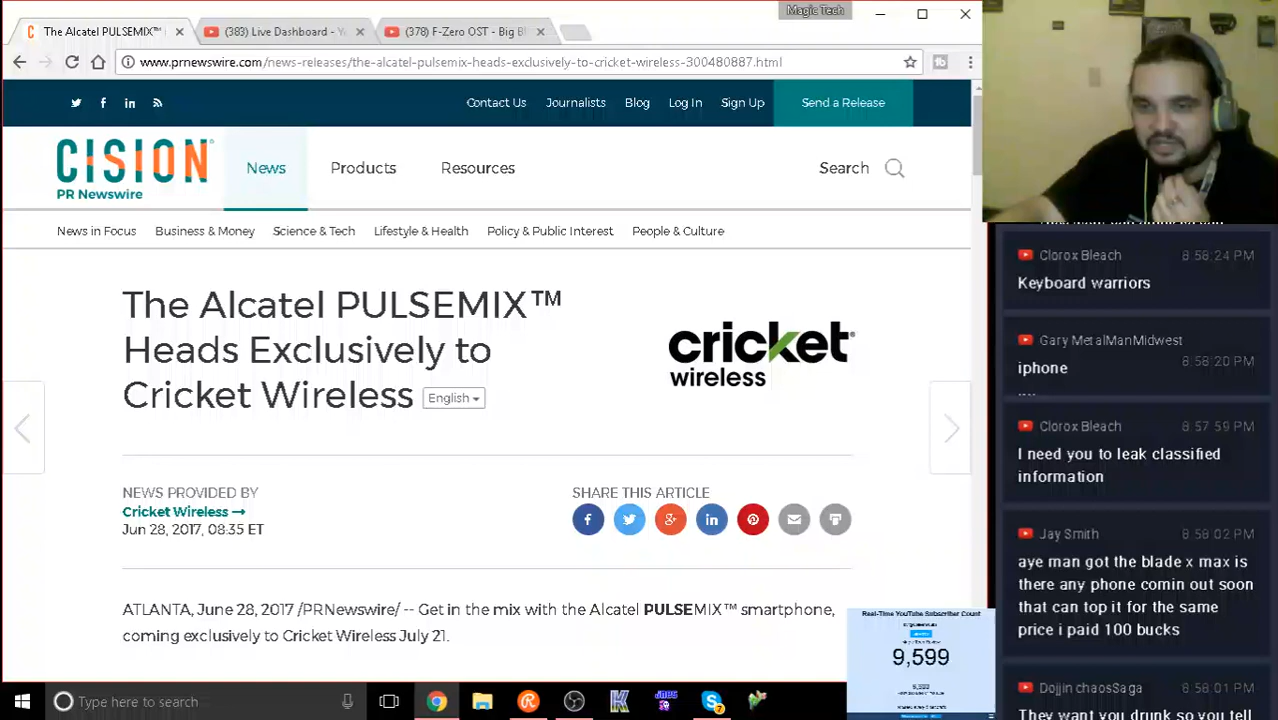 Magic Tech
The Alcatel PULSEMIX™
(383) Live Dashboard - Y
(378) F-Zero OST - Big B
www.prnewswire.com/news-releases/the-alcatel-pulsemix-heads-exclusively-to-cricket-wireless-300480887.html
Contact Us Journalists Blog Log In Sign Up Send a Release
CISION
PR Newswire
News Products Resources Search
News in Focus Business & Money Science & Tech Lifestyle & Health Policy & Public Interest People & Culture
The Alcatel PULSEMIX™
Heads Exclusively to
Cricket Wireless English
cricket
wireless
NEWS PROVIDED BY
Cricket Wireless →
Jun 28, 2017, 08:35 ET
SHARE THIS ARTICLE
ATLANTA, June 28, 2017 /PRNewswire/ -- Get in the mix with the Alcatel PULSEMIX™ smartphone,
coming exclusively to Cricket Wireless July 21.
Clorox Bleach 8:58:24 PM
Keyboard warriors
Gary MetalManMidwest
8:58:20 PM
iphone
Clorox Bleach 8:57:59 PM
I need you to leak classified
information
Jay Smith 8:58:02 PM
aye man got the blade x max is
there any phone comin out soon
that can top it for the same
price i paid 100 bucks
Dojjin chaosSaga 8:58:01 PM
They want you drunk so you tell
Real-Time YouTube Subscriber Count
9,599
Type here to search